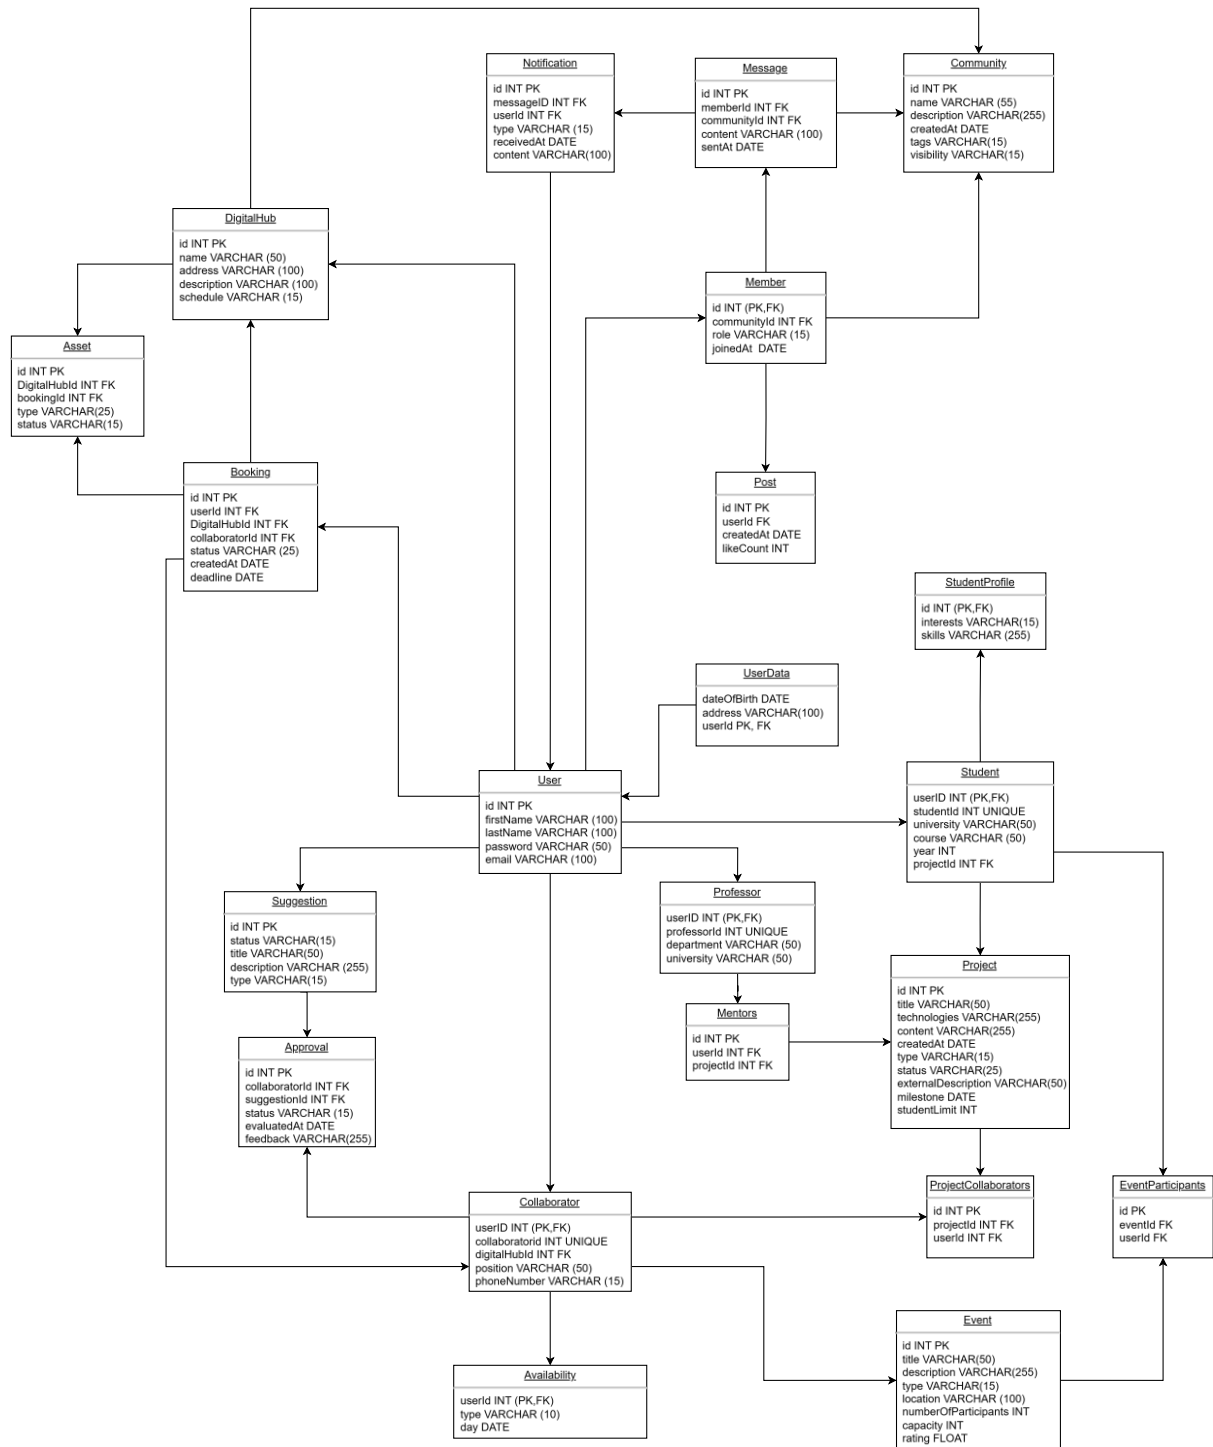 Notification
id INT PK
messageID INT FK
userId INT FK
type VARCHAR (15)
receivedAt DATE
content VARCHAR(100)
Message
id INT PK
memberId INT FK
communityId INT FK
content VARCHAR (100)
sentAt DATE
Community
id INT PK
name VARCHAR (55)
description VARCHAR(255)
createdAt DATE
tags VARCHAR(15)
visibility VARCHAR(15)
DigitalHub
id INT PK
name VARCHAR (50)
address VARCHAR (100)
description VARCHAR (100)
schedule VARCHAR (15)
Member
id INT (PK,FK)
communityId INT FK
role VARCHAR (15)
joinedAt  DATE
Asset
id INT PK
DigitalHubId INT FK
bookingId INT FK
type VARCHAR(25)
status VARCHAR(15)
Booking
id INT PK
userId INT FK
DigitalHubId INT FK
collaboratorId INT FK
status VARCHAR (25)
createdAt DATE
deadline DATE
Post
id INT PK
userId FK
createdAt DATE
likeCount INT
StudentProfile
id INT (PK,FK)
interests VARCHAR(15)
skills VARCHAR (255)
UserData
dateOfBirth DATE
address VARCHAR(100)
userId PK, FK
User
id INT PK
firstName VARCHAR (100)
lastName VARCHAR (100)
password VARCHAR (50)
email VARCHAR (100)
Student
userID INT (PK,FK)
studentId INT UNIQUE
university VARCHAR(50)
course VARCHAR (50)
year INT
projectId INT FK
Suggestion
id INT PK
status VARCHAR(15)
title VARCHAR(50)
description VARCHAR (255)
type VARCHAR(15)
Professor
userID INT (PK,FK)
professorId INT UNIQUE
department VARCHAR (50)
university VARCHAR (50)
Project
id INT PK
title VARCHAR(50)
technologies VARCHAR(255)
content VARCHAR(255)
createdAt DATE
type VARCHAR(15)
status VARCHAR(25)
externalDescription VARCHAR(50)
milestone DATE
studentLimit INT
Mentors
id INT PK
userId INT FK
projectId INT FK
Approval
id INT PK
collaboratorId INT FK
suggestionId INT FK
status VARCHAR (15)
evaluatedAt DATE
feedback VARCHAR(255)
Collaborator
userID INT (PK,FK)
collaboratorid INT UNIQUE
digitalHubId INT FK
position VARCHAR (50)
phoneNumber VARCHAR (15)
ProjectCollaborators
id INT PK
projectId INT FK
userId INT FK
EventParticipants
id PK
eventId FK
userId FK
Event
id INT PK
title VARCHAR(50)
description VARCHAR(255)
type VARCHAR(15)
location VARCHAR (100)
numberOfParticipants INT
capacity INT
rating FLOAT
Availability
userId INT (PK,FK)
type VARCHAR (10)
day DATE